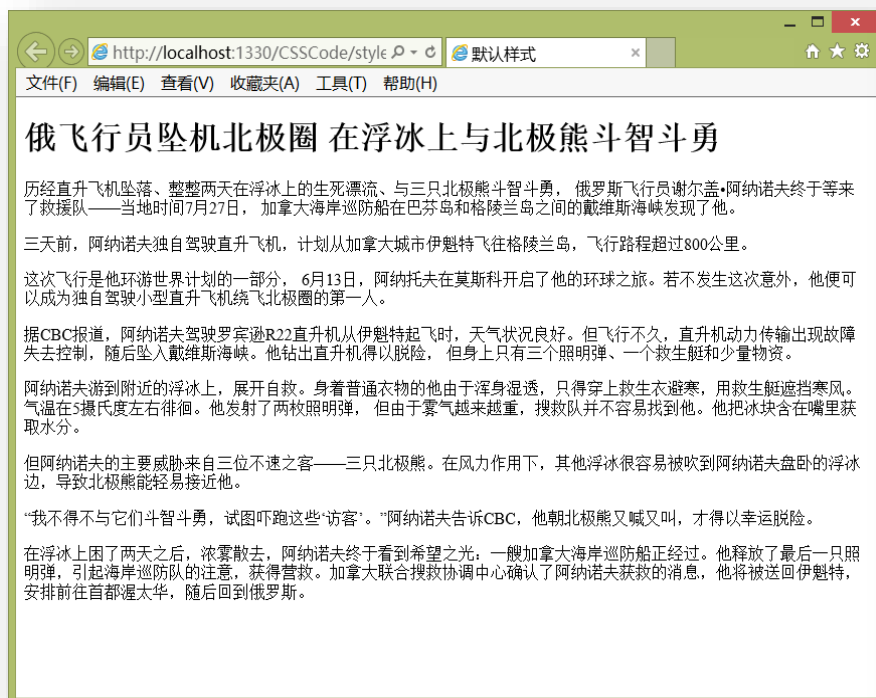 http://localhost:1330/CSSCode/style
默认样式
文件(F) 编辑(E) 查看(V) 收藏夹(A) 工具(T) 帮助(H)
俄飞行员坠机北极圈 在浮冰上与北极熊斗智斗勇
历经直升飞机坠落、整整两天在浮冰上的生死漂流、与三只北极熊斗智斗勇， 俄罗斯飞行员谢尔盖•阿纳诺夫终于等来
了救援队——当地时间7月27日， 加拿大海岸巡防船在巴芬岛和格陵兰岛之间的戴维斯海峡发现了他。
三天前，阿纳诺夫独自驾驶直升飞机，计划从加拿大城市伊魁特飞往格陵兰岛，飞行路程超过800公里。
这次飞行是他环游世界计划的一部分， 6月13日，阿纳托夫在莫斯科开启了他的环球之旅。若不发生这次意外，他便可
以成为独自驾驶小型直升飞机绕飞北极圈的第一人。
据CBC报道，阿纳诺夫驾驶罗宾逊R22直升机从伊魁特起飞时，天气状况良好。但飞行不久，直升机动力传输出现故障
失去控制，随后坠入戴维斯海峡。他钻出直升机得以脱险， 但身上只有三个照明弹、一个救生艇和少量物资。
阿纳诺夫游到附近的浮冰上，展开自救。身着普通衣物的他由于浑身湿透，只得穿上救生衣避寒，用救生艇遮挡寒风。
气温在5摄氏度左右徘徊。他发射了两枚照明弹， 但由于雾气越来越重，搜救队并不容易找到他。他把冰块含在嘴里获
取水分。
但阿纳诺夫的主要威胁来自三位不速之客——三只北极熊。在风力作用下，其他浮冰很容易被吹到阿纳诺夫盘卧的浮冰
边，导致北极熊能轻易接近他。
“我不得不与它们斗智斗勇，试图吓跑这些‘访客’。”阿纳诺夫告诉CBC，他朝北极熊又喊又叫，才得以幸运脱险。
在浮冰上困了两天之后，浓雾散去，阿纳诺夫终于看到希望之光：一艘加拿大海岸巡防船正经过。他释放了最后一只照
明弹，引起海岸巡防队的注意，获得营救。加拿大联合搜救协调中心确认了阿纳诺夫获救的消息，他将被送回伊魁特，
安排前往首都渥太华，随后回到俄罗斯。